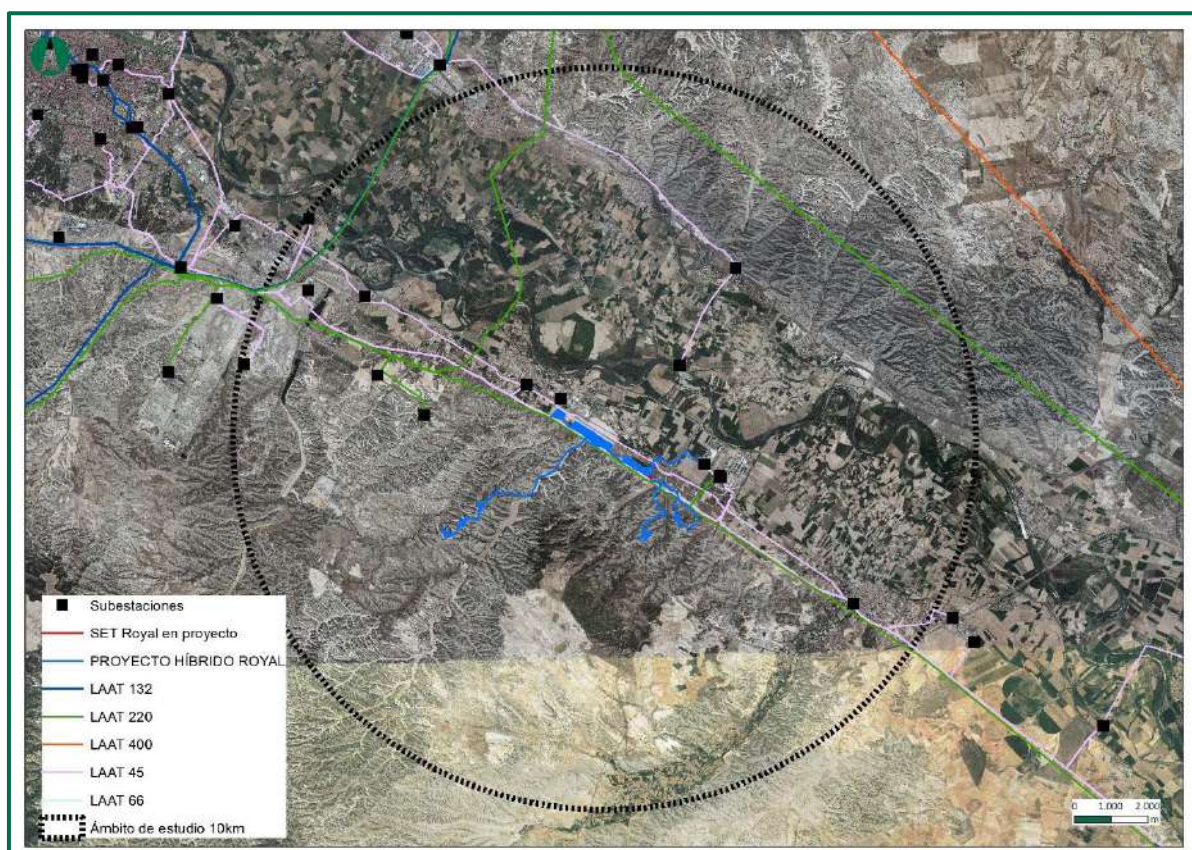 Subestaciones
SET Royal en proyecto
PROYECTO HÍBRIDO ROYAL
LAAT 132
LAAT 220
LAAT 400
LAAT 45
LAAT 66
Ámbito de estudio 10km
0 1.000 2.000
m